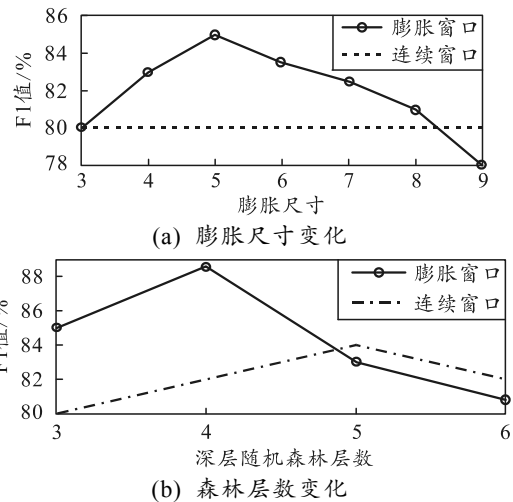 86
84
82
80
78
F1值/%
膨胀窗口
连续窗口
3 4 5 6 7 8 9
膨胀尺寸
(a) 膨胀尺寸变化
88
86
84
82
80
F1值/%
膨胀窗口
连续窗口
3 4 5 6
深层随机森林层数
(b) 森林层数变化